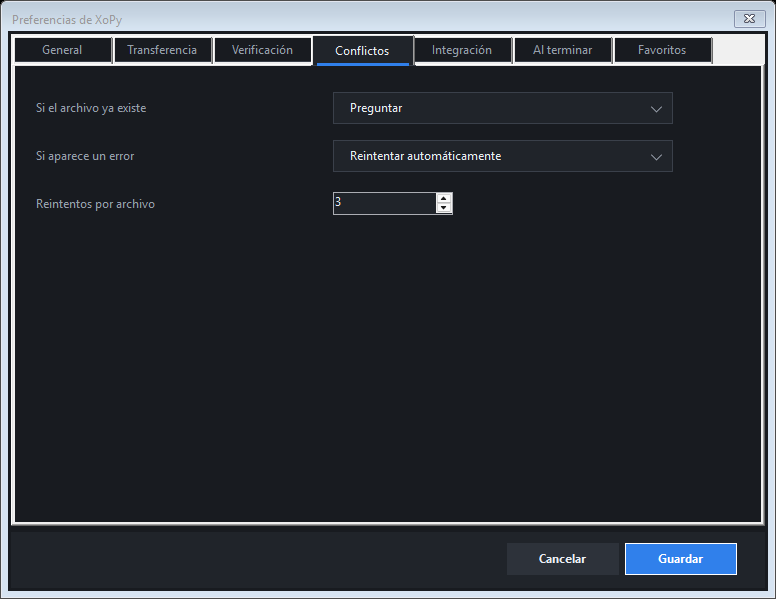 Preferencias de XoPy
General Transferencia Verificación Conflictos Integración Al terminar Favoritos
Si el archivo ya existe Preguntar
Si aparece un error Reintentar automáticamente
Reintentos por archivo 3
Cancelar Guardar